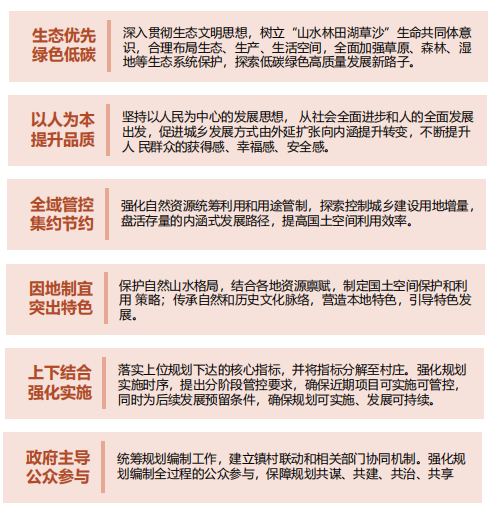 生态优先
绿色低碳
深入贯彻生态文明思想，树立“山水林田湖草沙”生命共同体意
识，合理布局生态、生产、生活空间，全面加强草原、森林、湿
地等生态系统保护，探索低碳绿色高质量发展新路子。
以人为本
提升品质
坚持以人民为中心的发展思想， 从社会全面进步和人的全面发展
出发，促进城乡发展方式由外延扩张向内涵提升转变，不断提升
人 民群众的获得感、幸福感、安全感。
全域管控
集约节约
强化自然资源统筹利用和用途管制，探索控制城乡建设用地增量，
盘活存量的内涵式发展路径，提高国土空间利用效率。
因地制宜
突出特色
保护自然山水格局，结合各地资源禀赋，制定国土空间保护和利
用 策略；传承自然和历史文化脉络，营造本地特色，引导特色发
展。
上下结合
强化实施
落实上位规划下达的核心指标，并将指标分解至村庄。强化规划
实施时序，提出分阶段管控要求，确保近期项目可实施可管控，
同时为后续发展预留条件，确保规划可实施、发展可持续。
政府主导
公众参与
统筹规划编制工作，建立镇村联动和相关部门协同机制。强化规
划编制全过程的公众参与，保障规划共谋、共建、共治、共享